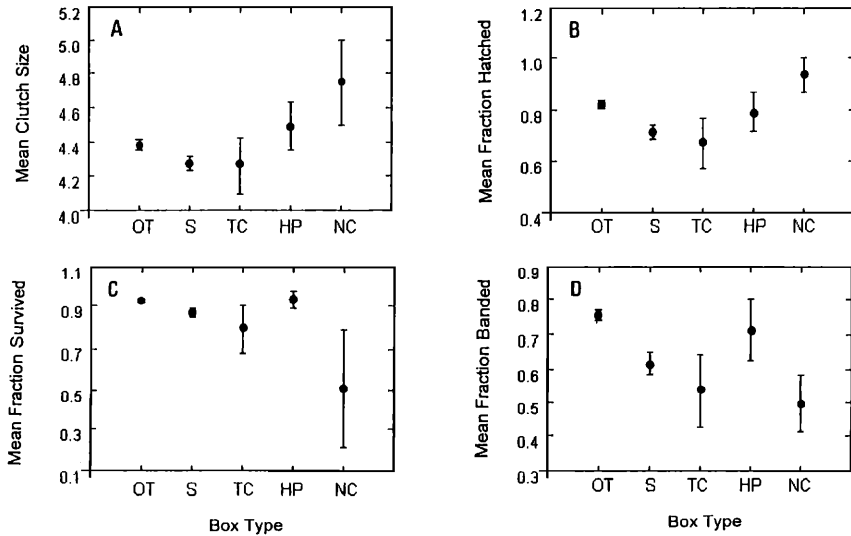 A
Mean Clutch Size
5.2
5.0
4.8
4.6
4.4
4.2
4.0
OT S TC HP NC
B
Mean Fraction Hatched
1.2
1.0
0.8
0.6
0.4
OT S TC HP NC
C
Mean Fraction Survived
1.1
0.9
0.7
0.5
0.3
0.1
OT S TC HP NC
Box Type
D
Mean Fraction Banded
0.9
0.8
0.7
0.6
0.5
0.4
0.3
OT S TC HP NC
Box Type